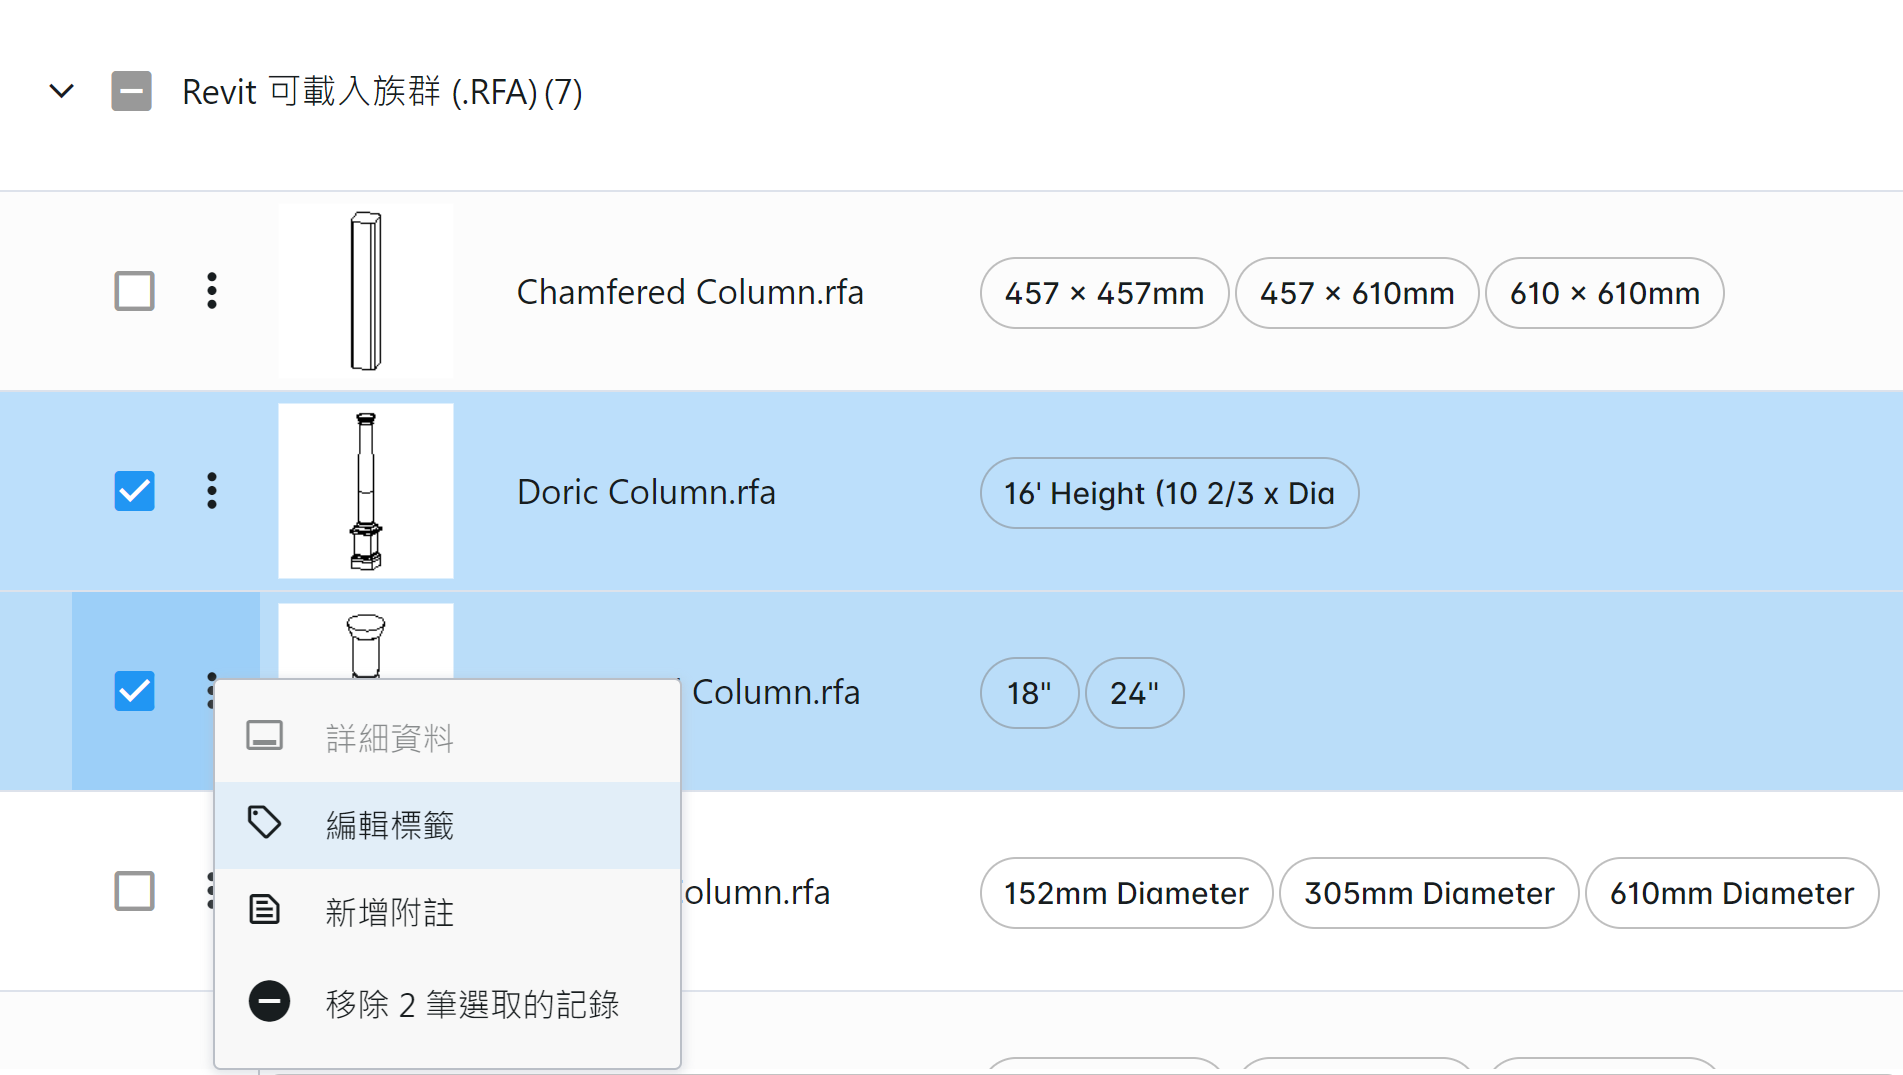 Revit 可載入族群 (.RFA) (7)
Chamfered Column.rfa 457 × 457mm 457 × 610mm 610 × 610mm
Doric Column.rfa 16' Height (10 2/3 x Dia
Column.rfa 18" 24"
詳細資料
編輯標籤
olumn.rfa 152mm Diameter 305mm Diameter 610mm Diameter
新增附註
移除 2 筆選取的記錄